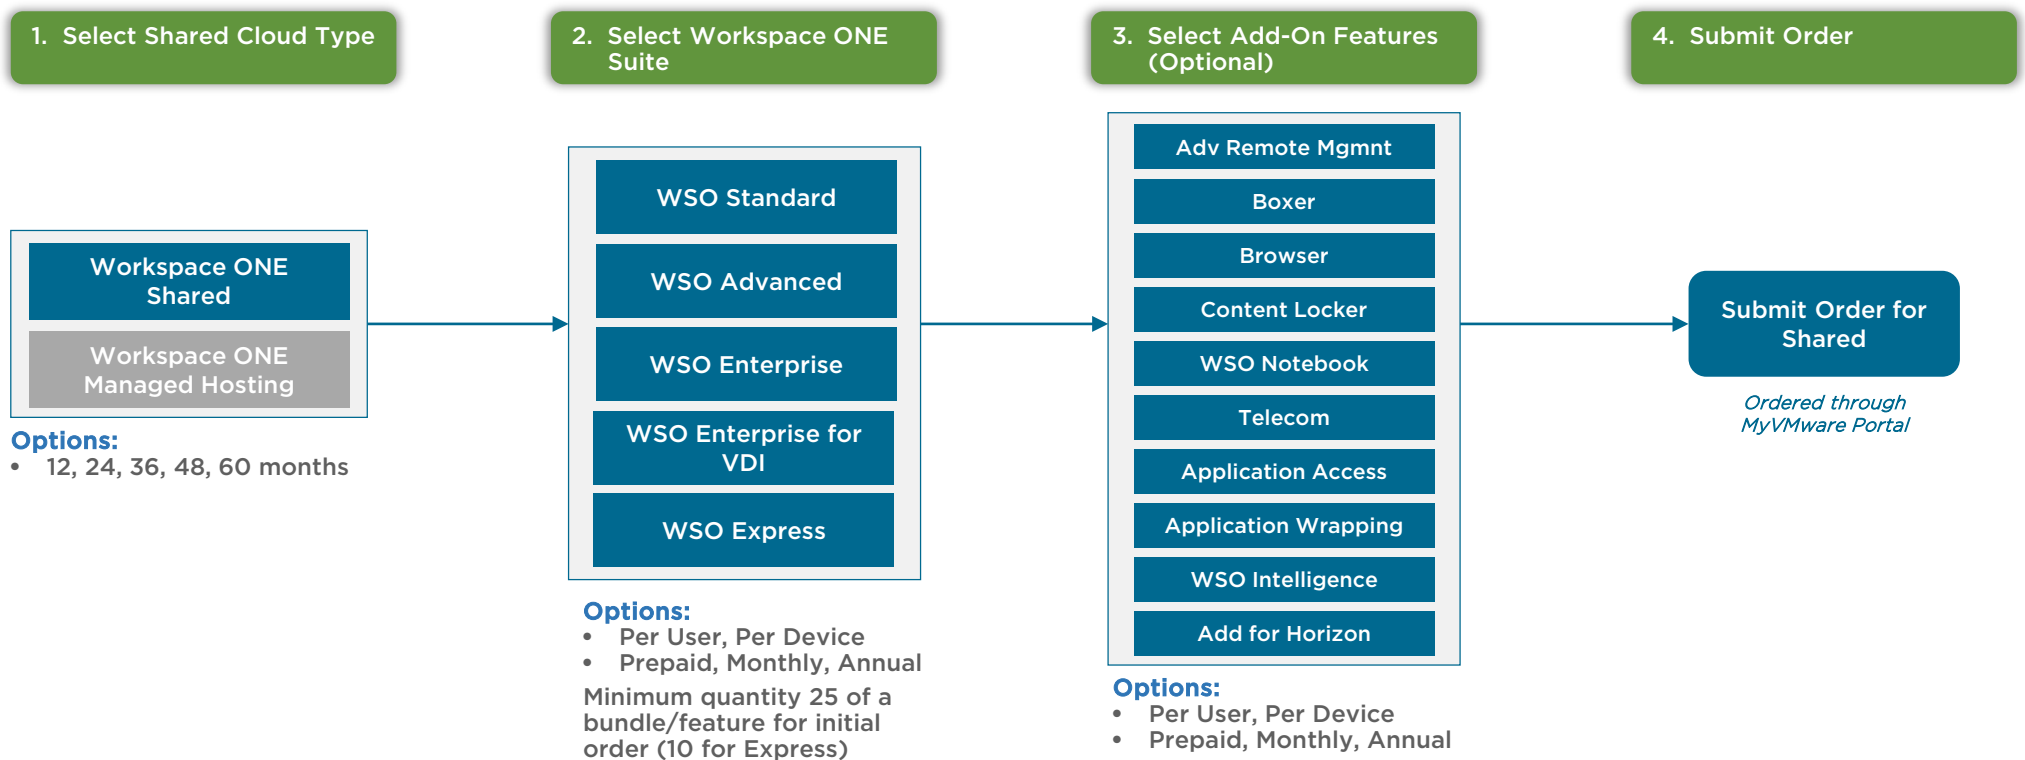 1. Select Shared Cloud Type
2. Select Workspace ONE
Suite
3. Select Add-On Features
(Optional)
4. Submit Order
Workspace ONE
Shared
Workspace ONE
Managed Hosting
Options:
• 12, 24, 36, 48, 60 months
WSO Standard
WSO Advanced
WSO Enterprise
WSO Enterprise for
VDI
WSO Express
Options:
• Per User, Per Device
• Prepaid, Monthly, Annual
Minimum quantity 25 of a
bundle/feature for initial
order (10 for Express)
Adv Remote Mgmnt
Boxer
Browser
Content Locker
WSO Notebook
Telecom
Application Access
Application Wrapping
WSO Intelligence
Add for Horizon
Options:
• Per User, Per Device
• Prepaid, Monthly, Annual
Submit Order for
Shared
Ordered through
MyVMware Portal